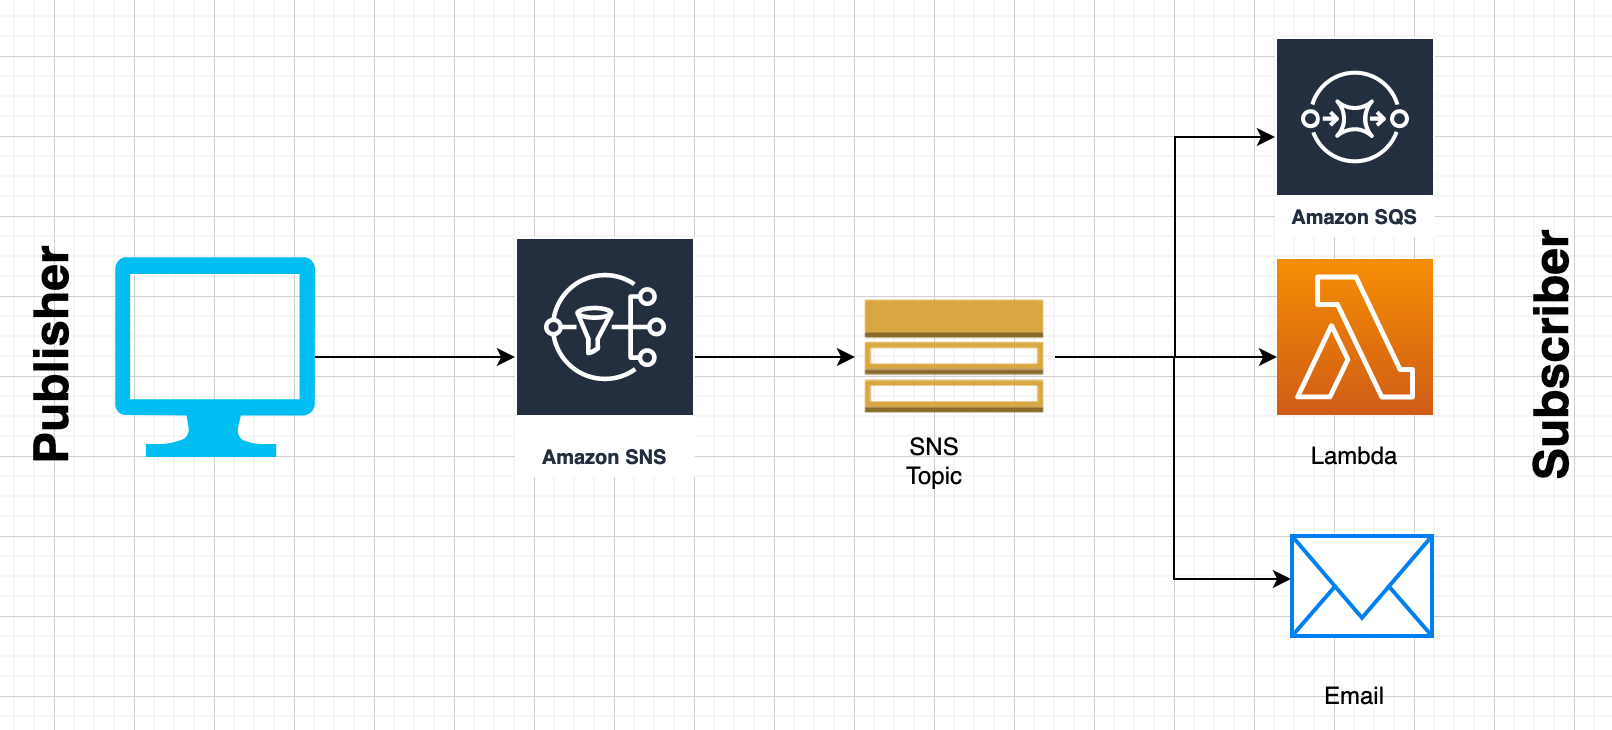 Publisher
Amazon SNS
SNS
Topic
Amazon SQS
Lambda
Email
Subscriber